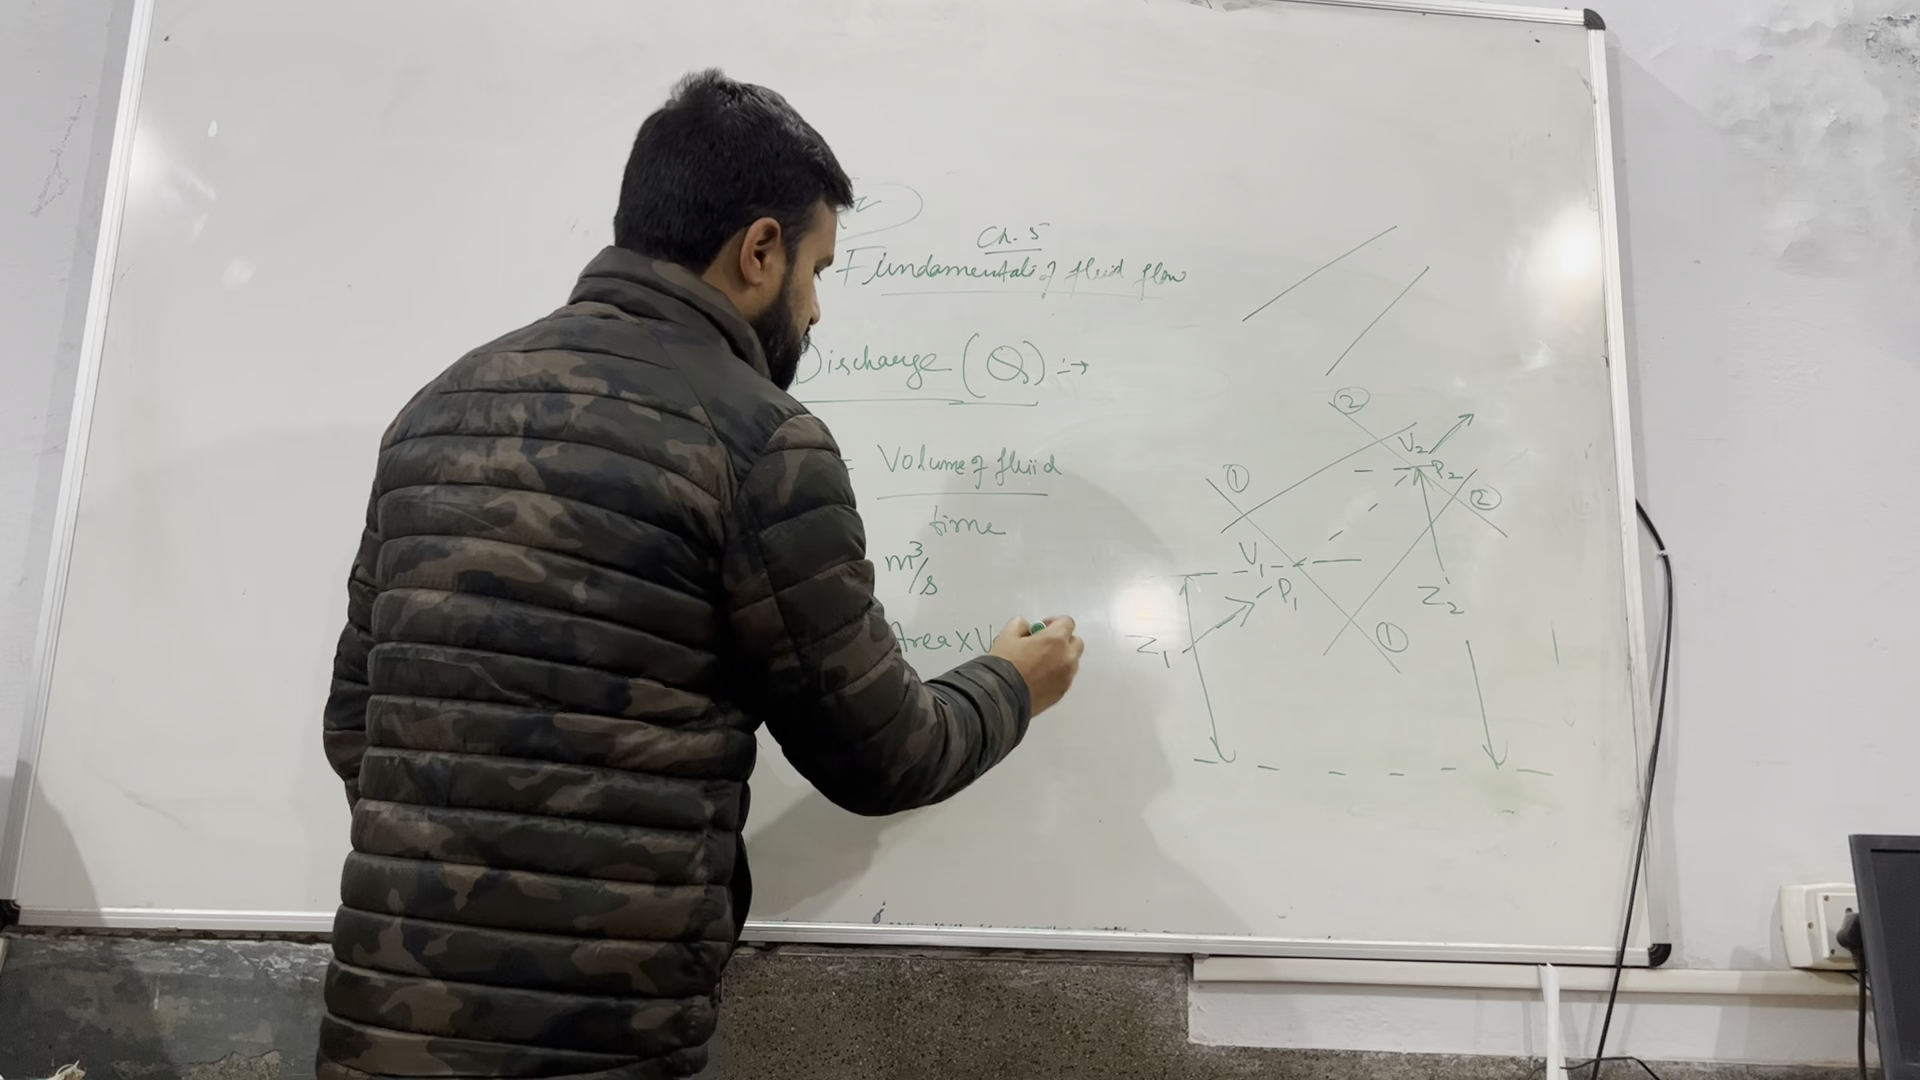 Ch. 5
Fundamentals of fluid flow
Discharge (Q) :→
= Volume of fluid
time
m³/s
Area x V
②
V₂
P₂
①
②
V₁
P₁
Z₂
Z₁
①